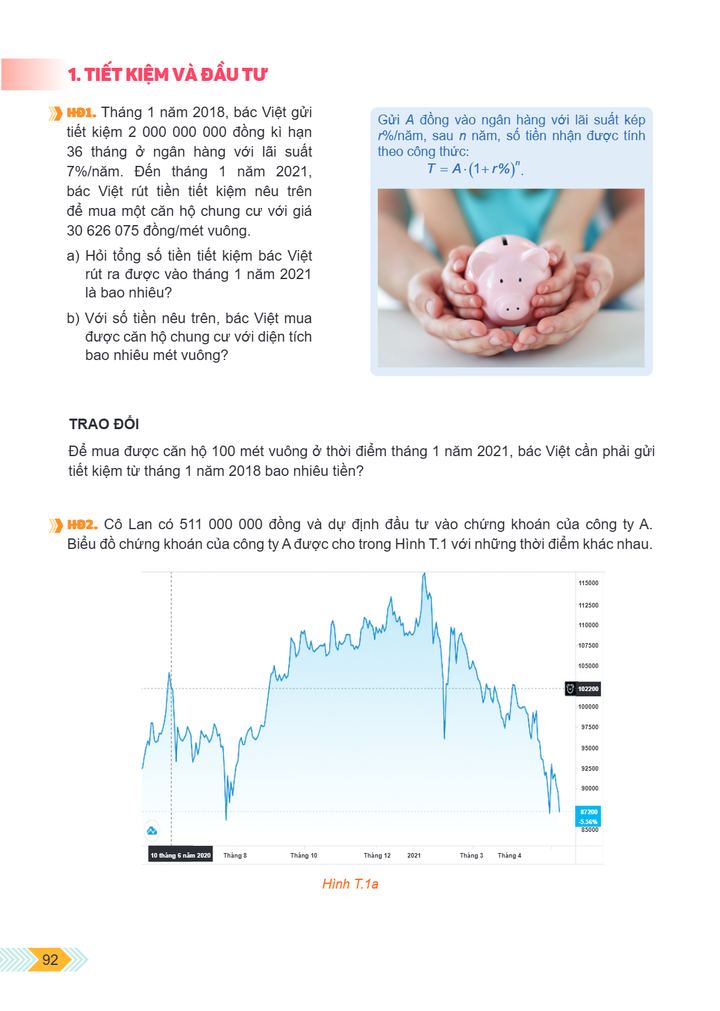 1. TIẾT KIỆM VÀ ĐẦU TƯ
HĐ1. Tháng 1 năm 2018, bác Việt gửi
tiết kiệm 2 000 000 000 đồng kì hạn
36 tháng ở ngân hàng với lãi suất
7%/năm. Đến tháng 1 năm 2021,
bác Việt rút tiền tiết kiệm nêu trên
để mua một căn hộ chung cư với giá
30 626 075 đồng/mét vuông.
a) Hỏi tổng số tiền tiết kiệm bác Việt
rút ra được vào tháng 1 năm 2021
là bao nhiêu?
b) Với số tiền nêu trên, bác Việt mua
được căn hộ chung cư với diện tích
bao nhiêu mét vuông?
Gửi A đồng vào ngân hàng với lãi suất kép
r%/năm, sau n năm, số tiền nhận được tính
theo công thức:
T = A·(1+ r%)ⁿ.
TRAO ĐỔI
Để mua được căn hộ 100 mét vuông ở thời điểm tháng 1 năm 2021, bác Việt cần phải gửi
tiết kiệm từ tháng 1 năm 2018 bao nhiêu tiền?
HĐ2. Cô Lan có 511 000 000 đồng và dự định đầu tư vào chứng khoán của công ty A.
Biểu đồ chứng khoán của công ty A được cho trong Hình T.1 với những thời điểm khác nhau.
115000
112500
110000
107500
105000
102200
100000
97500
95000
92500
90000
87200
-5.56%
85000
10 tháng 6 năm 2020 Tháng 8 Tháng 10 Tháng 12 2021 Tháng 3 Tháng 4
Hình T.1a
92